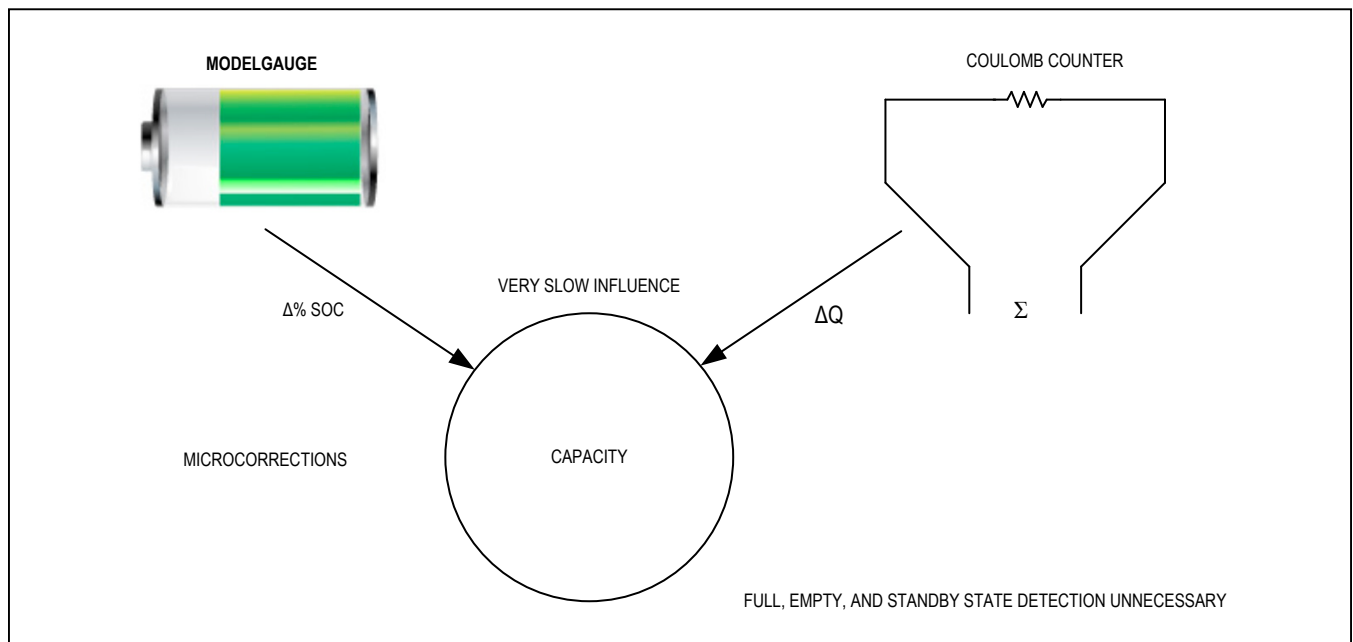 MODELGAUGE
COULOMB COUNTER
Σ
VERY SLOW INFLUENCE
Δ% SOC
ΔQ
MICROCORRECTIONS
CAPACITY
FULL, EMPTY, AND STANDBY STATE DETECTION UNNECESSARY